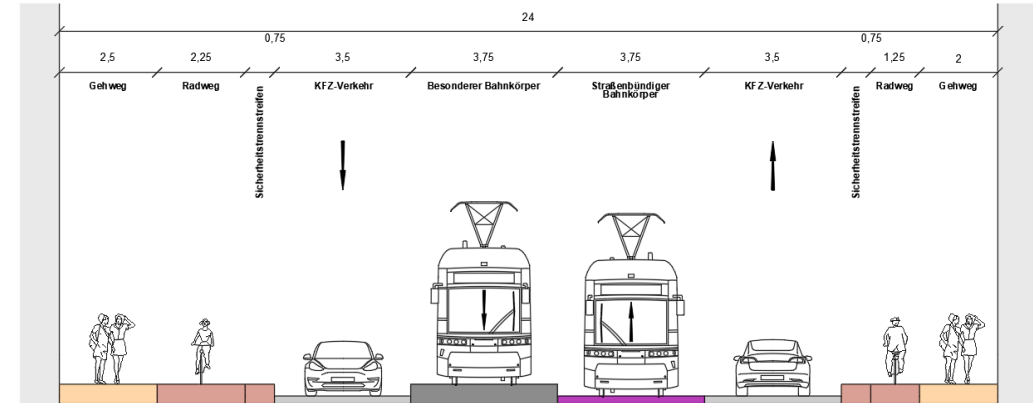 24
0,75
0,75
2,5
2,25
3,5
3,75
3,75
3,5
1,25
2
Gehweg
Radweg
Sicherheitstrennstreifen
KFZ-Verkehr
Besonderer Bahnkörper
Straßenbündiger
Bahnkörper
KFZ-Verkehr
Sicherheitstrennstreifen
Radweg
Gehweg